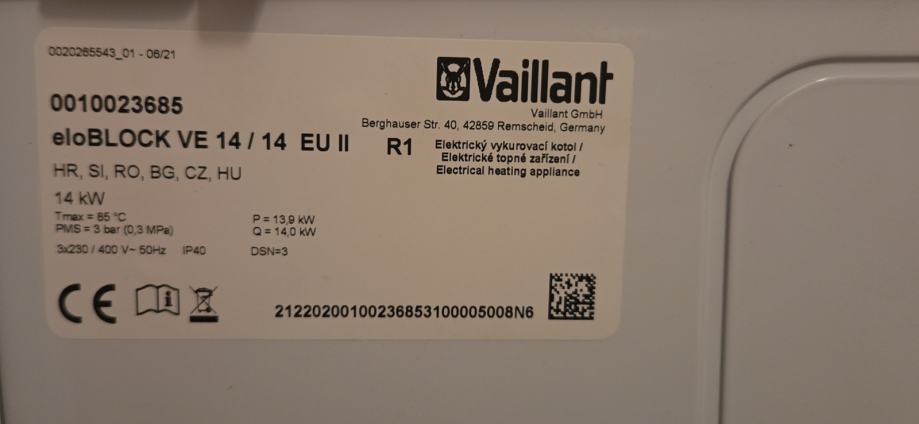 0020265543_01 - 06/21
Vaillant
Vaillant GmbH
Berghauser Str. 40, 42859 Remscheid, Germany
0010023685
eloBLOCK VE 14 / 14 EU II
R1
Elektrický vykurovací kotol /
Elektrické topné zařízení /
Electrical heating appliance
HR, SI, RO, BG, CZ, HU
14 kW
Tmax = 85 °C
PMS = 3 bar (0,3 MPa)
P = 13,9 kW
Q = 14,0 kW
3x230 / 400 V~ 50Hz IP40
DSN=3
CE
i
21220200100236853100005008N6